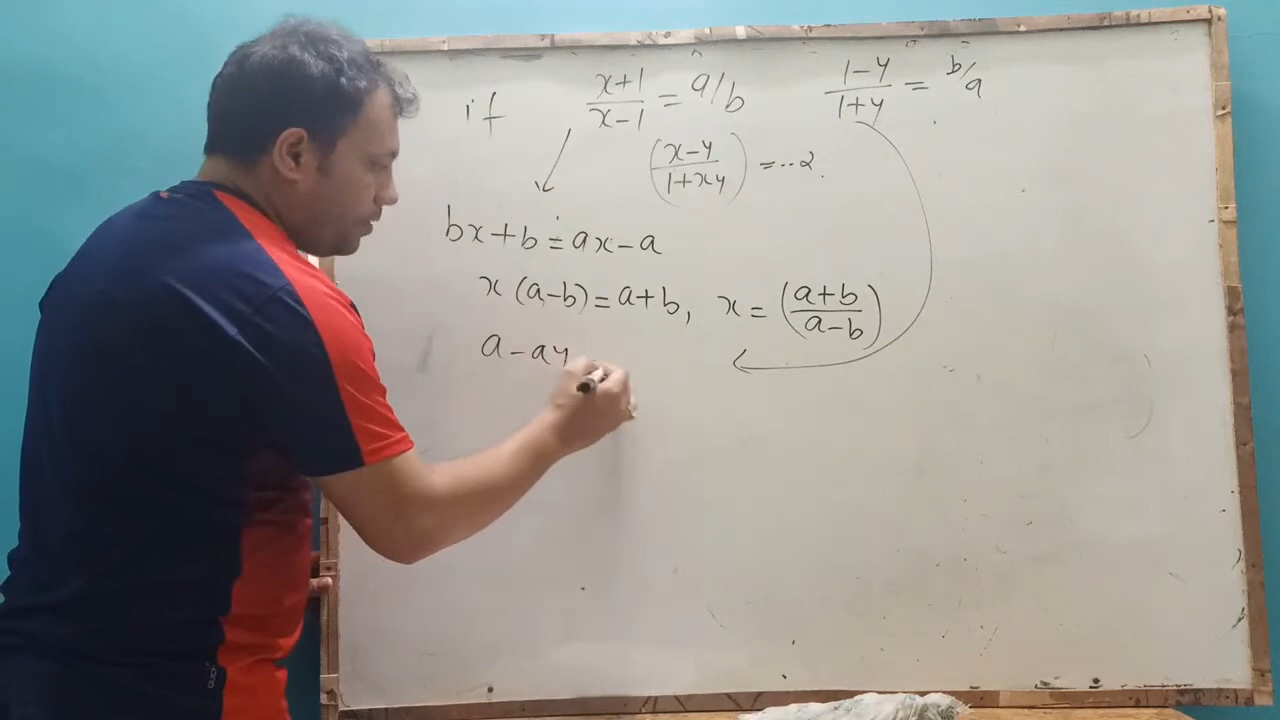 if x+1/x-1 = a/b 1-y/1+y = b/a
(x-y/1+xy) = --2.
bx+b = ax-a
x(a-b) = a+b, x = (a+b/a-b)
a-ay